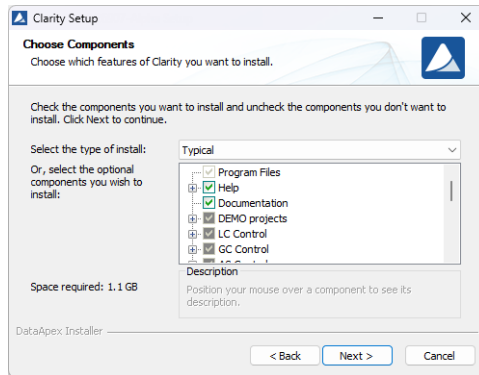 Clarity Setup
Choose Components
Choose which features of Clarity you want to install.
Check the components you want to install and uncheck the components you don't want to
install. Click Next to continue.
Select the type of install:
Typical
Or, select the optional
components you wish to
install:
Program Files
Help
Documentation
DEMO projects
LC Control
GC Control
Description
Space required: 1.1 GB
Position your mouse over a component to see its
description.
DataApex Installer
< Back
Next >
Cancel